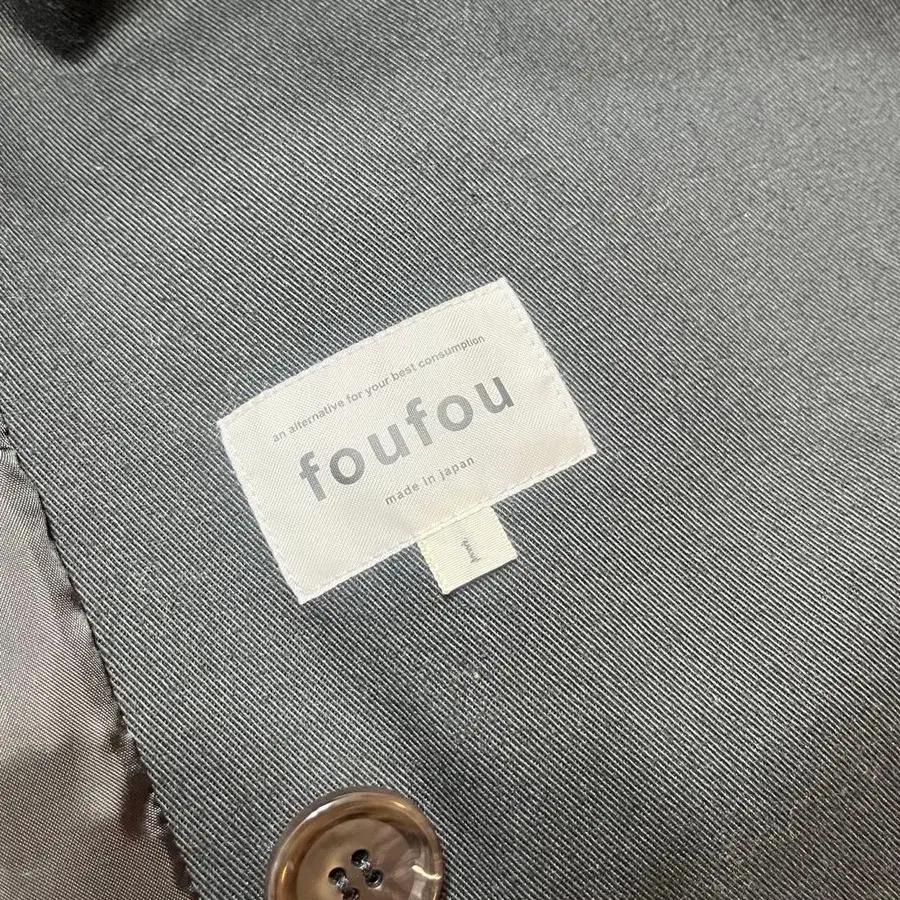 an alternative for your best consumption
foufou
made in japan
1